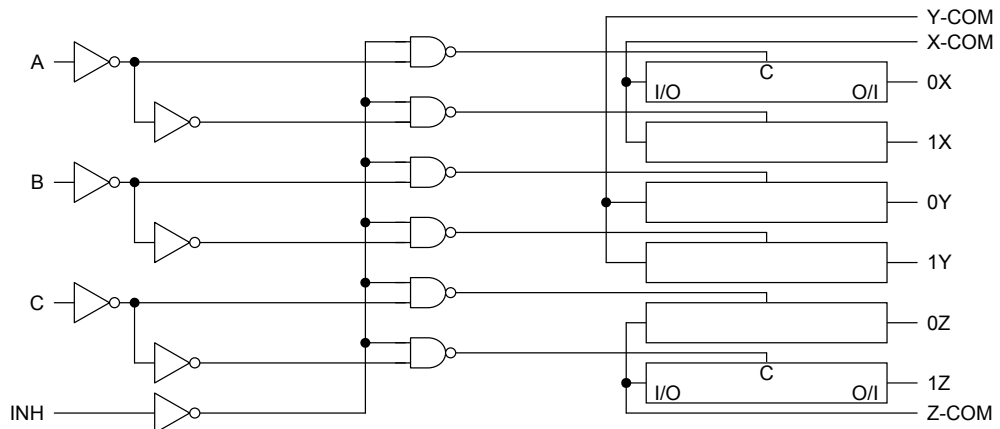 Y-COM
X-COM
A
C
0X
I/O
O/I
1X
B
0Y
1Y
C
0Z
C
1Z
I/O
O/I
INH
Z-COM